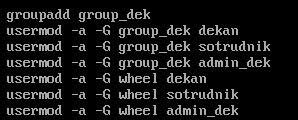 groupadd group_dek
usermod -a -G group_dek dekan
usermod -a -G group_dek sotrudnik
usermod -a -G group_dek admin_dek
usermod -a -G wheel dekan
usermod -a -G wheel sotrudnik
usermod -a -G wheel admin_dek